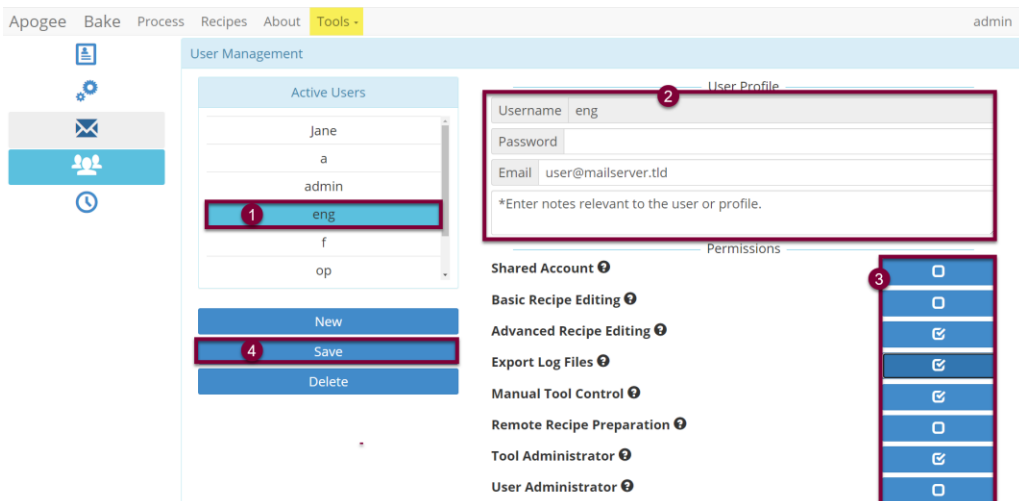 Apogee Bake Process Recipes About Tools admin
User Management
Active Users
Jane
a
admin
1 eng
f
op
New
4 Save
Delete
User Profile
2
Username eng
Password
Email user@mailserver.tld
*Enter notes relevant to the user or profile.
Permissions
Shared Account ?
3
Basic Recipe Editing ?
Advanced Recipe Editing ?
Export Log Files ?
Manual Tool Control ?
Remote Recipe Preparation ?
Tool Administrator ?
User Administrator ?